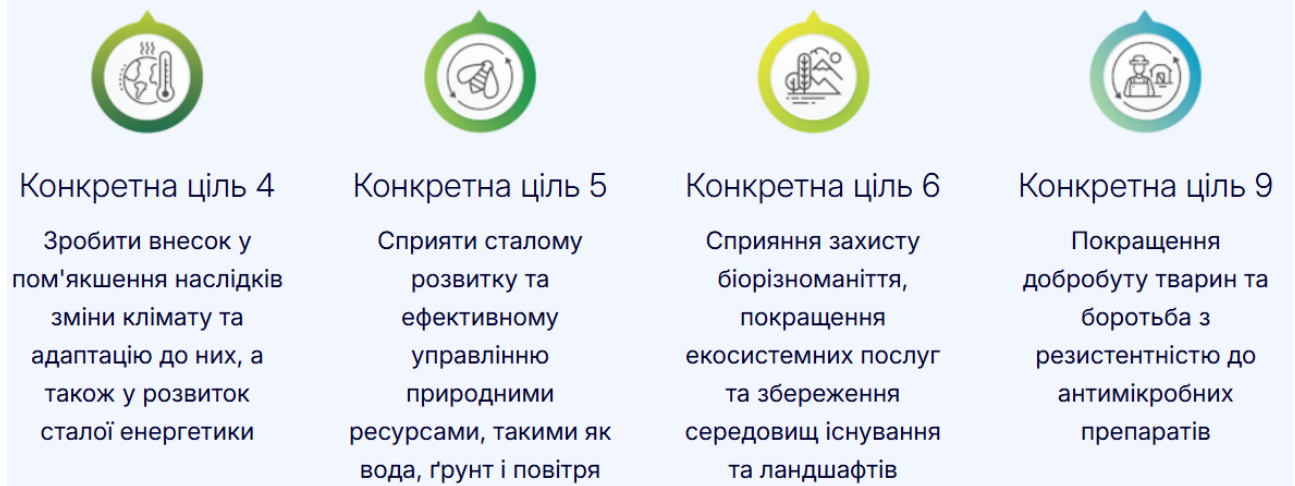 Конкретна ціль 4
Зробити внесок у
пом'якшення наслідків
зміни клімату та
адаптацію до них, а
також у розвиток
сталої енергетики
Конкретна ціль 5
Сприяти сталому
розвитку та
ефективному
управлінню
природними
ресурсами, такими як
вода, ґрунт і повітря
Конкретна ціль 6
Сприяння захисту
біорізноманіття,
покращення
екосистемних послуг
та збереження
середовищ існування
та ландшафтів
Конкретна ціль 9
Покращення
добробуту тварин та
боротьба з
резистентністю до
антимікробних
препаратів